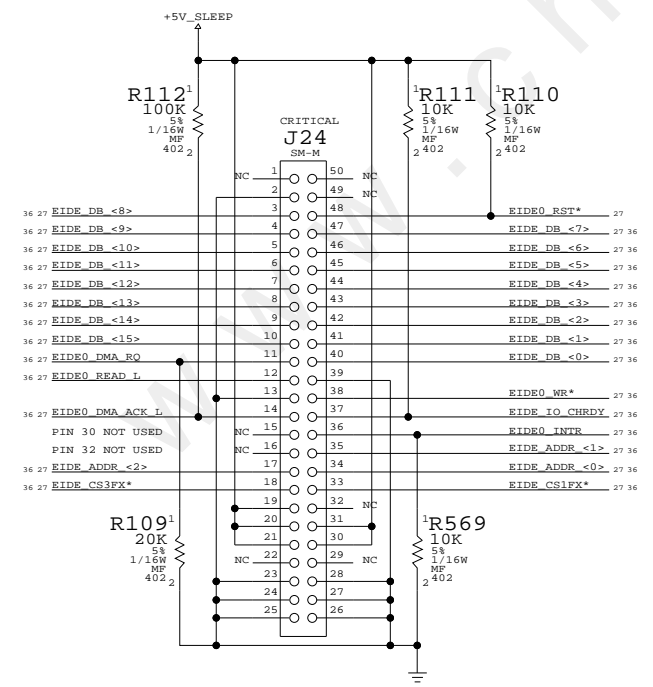 +5V_SLEEP
R112 1
100K
5%
1/16W
MF
402 2
1 R111
10K
5%
1/16W
MF
2 402
1 R110
10K
5%
1/16W
MF
2 402
CRITICAL
J24
SM-M
NC 1 50 NC
2 49 NC
36 27 EIDE_DB_<8> 3 48 EIDE0_RST* 27
36 27 EIDE_DB_<9> 4 47 EIDE_DB_<7> 27 36
36 27 EIDE_DB_<10> 5 46 EIDE_DB_<6> 27 36
36 27 EIDE_DB_<11> 6 45 EIDE_DB_<5> 27 36
36 27 EIDE_DB_<12> 7 44 EIDE_DB_<4> 27 36
36 27 EIDE_DB_<13> 8 43 EIDE_DB_<3> 27 36
36 27 EIDE_DB_<14> 9 42 EIDE_DB_<2> 27 36
36 27 EIDE_DB_<15> 10 41 EIDE_DB_<1> 27 36
36 27 EIDE0_DMA_RQ 11 40 EIDE_DB_<0> 27 36
36 27 EIDE0_READ_L 12 39
13 38 EIDE0_WR* 27 36
36 27 EIDE0_DMA_ACK_L 14 37 EIDE_IO_CHRDY 27 36
PIN 30 NOT USED NC 15 36 EIDE0_INTR 27 36
PIN 32 NOT USED NC 16 35 EIDE_ADDR_<1> 27 36
36 27 EIDE_ADDR_<2> 17 34 EIDE_ADDR_<0> 27 36
36 27 EIDE_CS3FX* 18 33 EIDE_CS1FX* 27 36
19 32 NC
20 31
21 30
NC 22 29 NC
23 28
24 27
25 26
R109 1
20K
5%
1/16W
MF
402 2
1 R569
10K
5%
1/16W
MF
2 402
www.ch